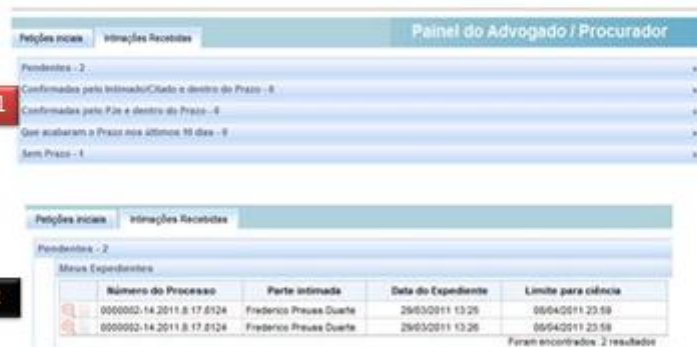 Petições iniciais Intimações Recebidas Painel do Advogado / Procurador
Pendentes - 2
Confirmadas pelo Intimado/Citado e dentro do Prazo - 0
1
Confirmadas pelo PJe e dentro do Prazo - 0
Que acabaram o Prazo nos últimos 10 dias - 0
Sem Prazo - 1
Petições iniciais Intimações Recebidas
Pendentes - 2
Meus Expedientes
Número do Processo Parte intimada Data do Expediente Limite para ciência
0000002-14.2011.8.17.0124 Frederico Preuss Duarte 29/03/2011 13:25 08/04/2011 23:59
0000002-14.2011.8.17.0124 Frederico Preuss Duarte 29/03/2011 13:26 08/04/2011 23:59
Foram encontrados: 2 resultados